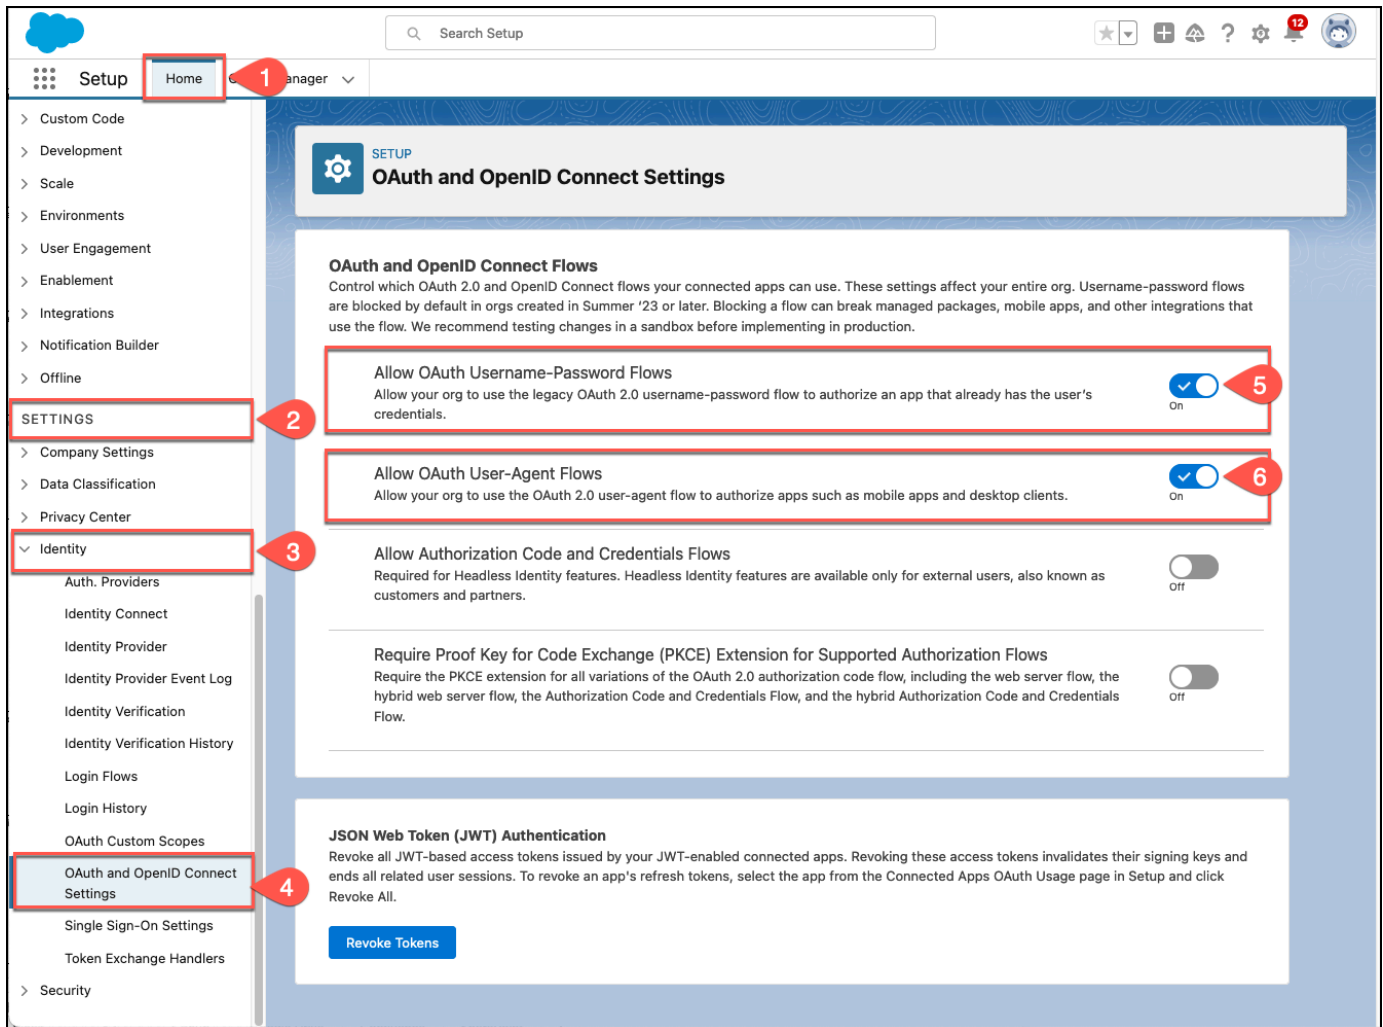 Search Setup
12
Setup
Home
1
anager
Custom Code
Development
Scale
Environments
User Engagement
Enablement
Integrations
Notification Builder
Offline
SETTINGS
2
Company Settings
Data Classification
Privacy Center
Identity
3
Auth. Providers
Identity Connect
Identity Provider
Identity Provider Event Log
Identity Verification
Identity Verification History
Login Flows
Login History
OAuth Custom Scopes
OAuth and OpenID Connect
Settings
4
Single Sign-On Settings
Token Exchange Handlers
Security
SETUP
OAuth and OpenID Connect Settings
OAuth and OpenID Connect Flows
Control which OAuth 2.0 and OpenID Connect flows your connected apps can use. These settings affect your entire org. Username-password flows
are blocked by default in orgs created in Summer ‘23 or later. Blocking a flow can break managed packages, mobile apps, and other integrations that
use the flow. We recommend testing changes in a sandbox before implementing in production.
Allow OAuth Username-Password Flows
Allow your org to use the legacy OAuth 2.0 username-password flow to authorize an app that already has the user’s
credentials.
On
5
Allow OAuth User-Agent Flows
Allow your org to use the OAuth 2.0 user-agent flow to authorize apps such as mobile apps and desktop clients.
On
6
Allow Authorization Code and Credentials Flows
Required for Headless Identity features. Headless Identity features are available only for external users, also known as
customers and partners.
Off
Require Proof Key for Code Exchange (PKCE) Extension for Supported Authorization Flows
Require the PKCE extension for all variations of the OAuth 2.0 authorization code flow, including the web server flow, the
hybrid web server flow, the Authorization Code and Credentials Flow, and the hybrid Authorization Code and Credentials
Flow.
Off
JSON Web Token (JWT) Authentication
Revoke all JWT-based access tokens issued by your JWT-enabled connected apps. Revoking these access tokens invalidates their signing keys and
ends all related user sessions. To revoke an app's refresh tokens, select the app from the Connected Apps OAuth Usage page in Setup and click
Revoke All.
Revoke Tokens